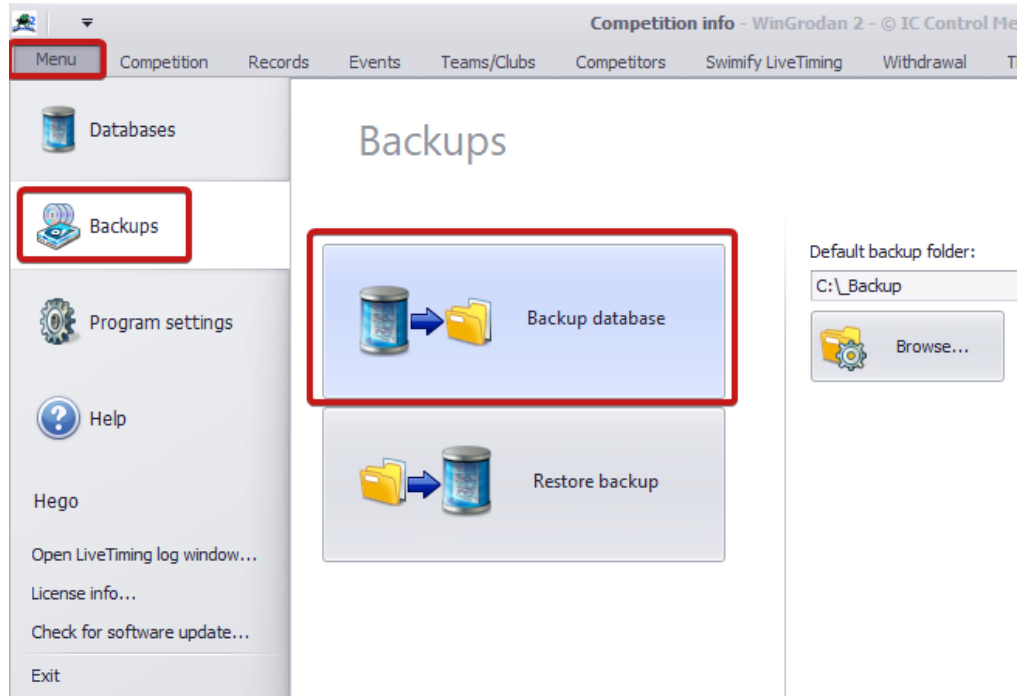 Competition info - WinGrodan 2 - © IC Control Me
Menu Competition Records Events Teams/Clubs Competitors Swimify LiveTiming Withdrawal
Databases
Backups
Backups
Backup database
Default backup folder:
C:\_Backup
Browse...
Program settings
Help
Restore backup
Hego
Open LiveTiming log window...
License info...
Check for software update...
Exit